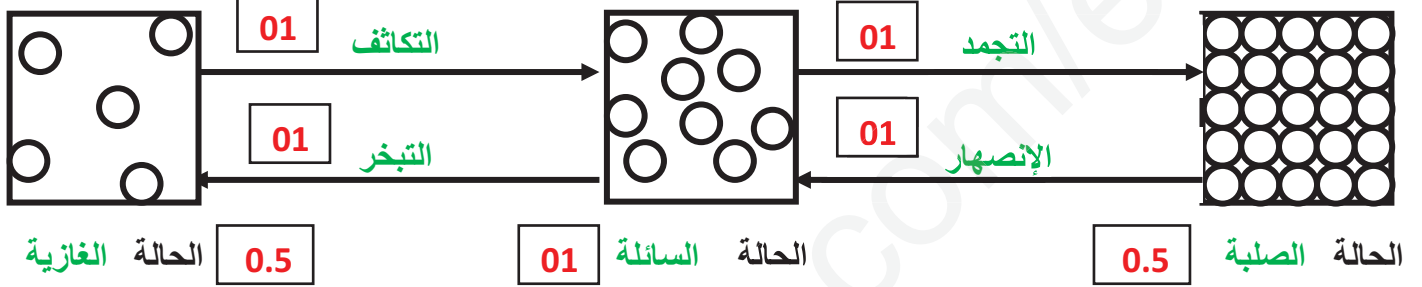 01
التكاثف
01
التجمد
01
التبخر
01
الإنصهار
الحالة الصلبة
0.5
الحالة السائلة
01
0.5
الحالة الغازية
com/e